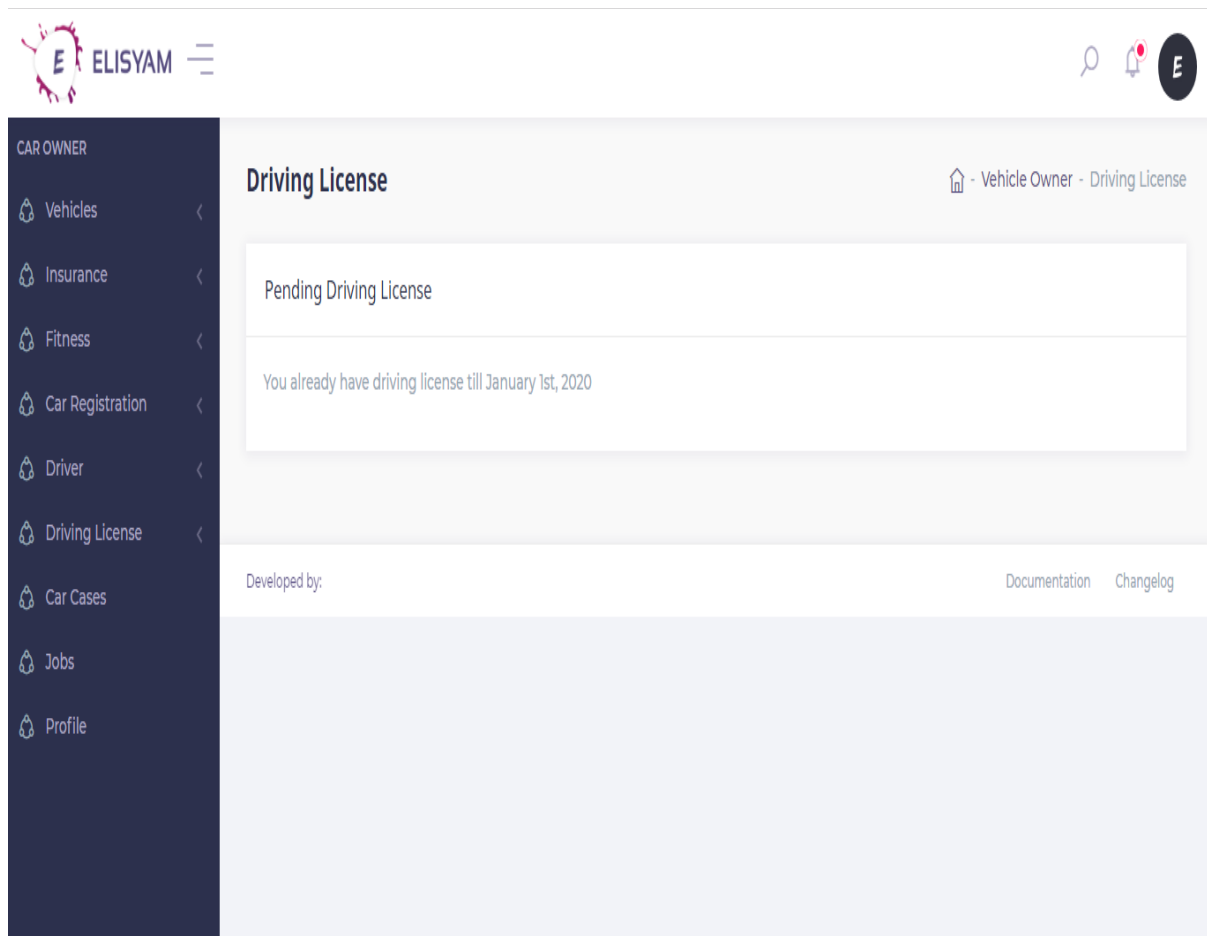 E ELISYAM
E
CAR OWNER
Vehicles
Insurance
Fitness
Car Registration
Driver
Driving License
Car Cases
Jobs
Profile
Driving License
- Vehicle Owner - Driving License
Pending Driving License
You already have driving license till January 1st, 2020
Developed by:
Documentation Changelog